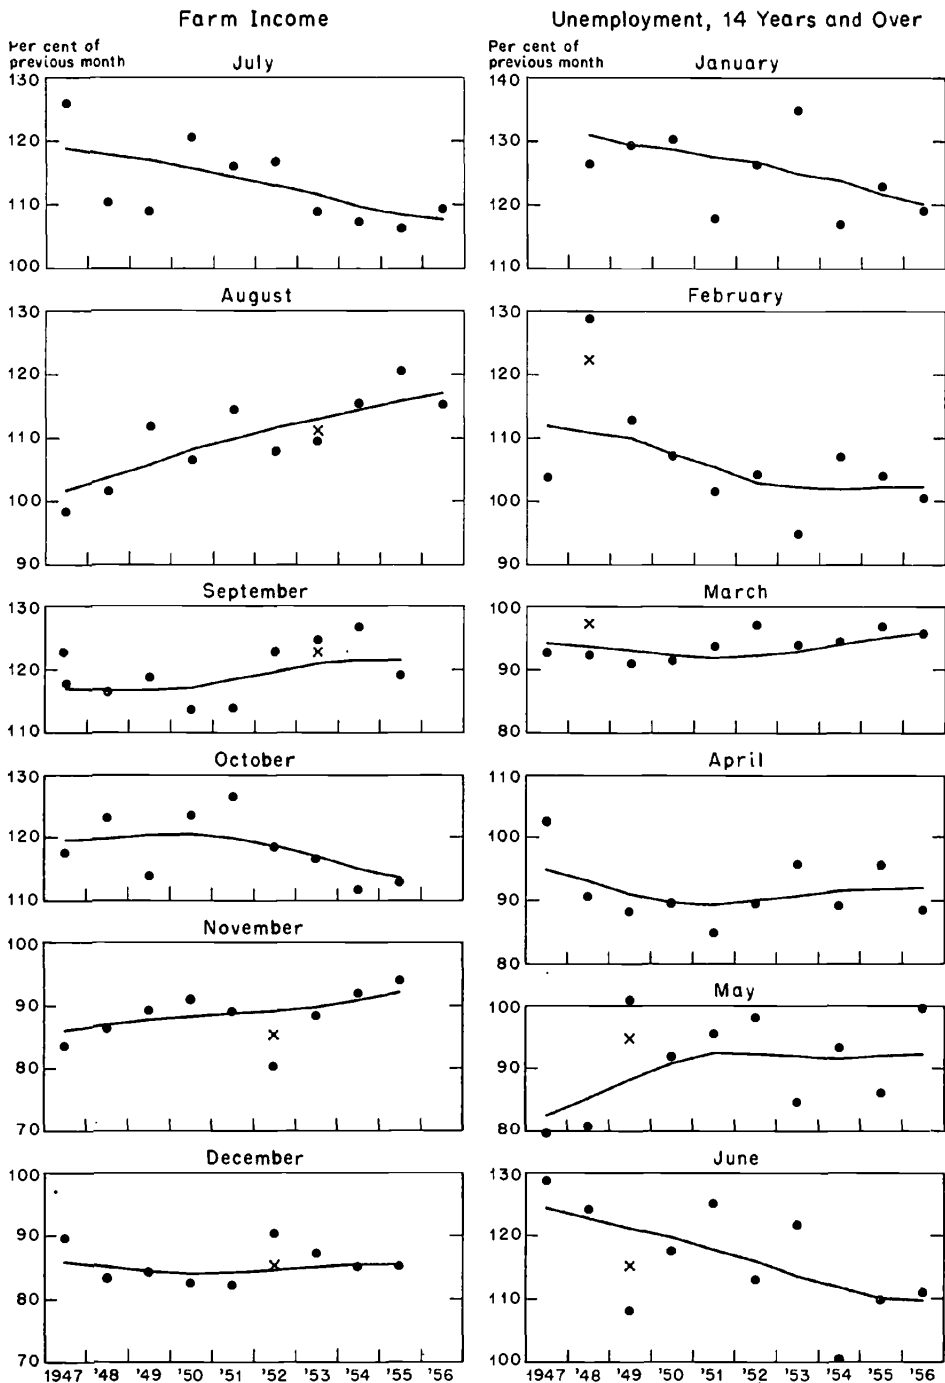 Farm Income
Per cent of
previous month
July
130
120
110
100
August
130
120
110
100
90
September
130
120
110
October
130
120
110
November
100
90
80
70
December
100
90
80
70
1947 '48 '49 '50 '51 '52 '53 '54 '55 '56
Unemployment, 14 Years and Over
Per cent of
previous month
January
140
130
120
110
February
130
120
110
100
90
March
100
90
80
April
110
100
90
80
May
100
90
80
June
130
120
110
100
1947 '48 '49 '50 '51 '52 '53 '54 '55 '56